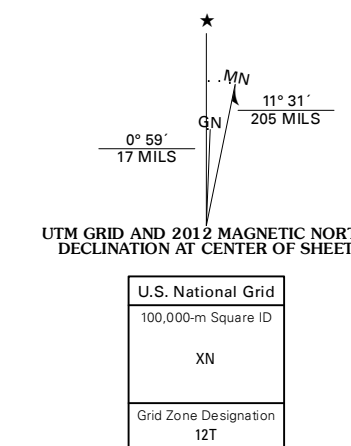 ★
MN
GN
11° 31´
205 MILS
0° 59´
17 MILS
UTM GRID AND 2012 MAGNETIC NORT
DECLINATION AT CENTER OF SHEET
U.S. National Grid
100,000-m Square ID
XN
Grid Zone Designation
12T